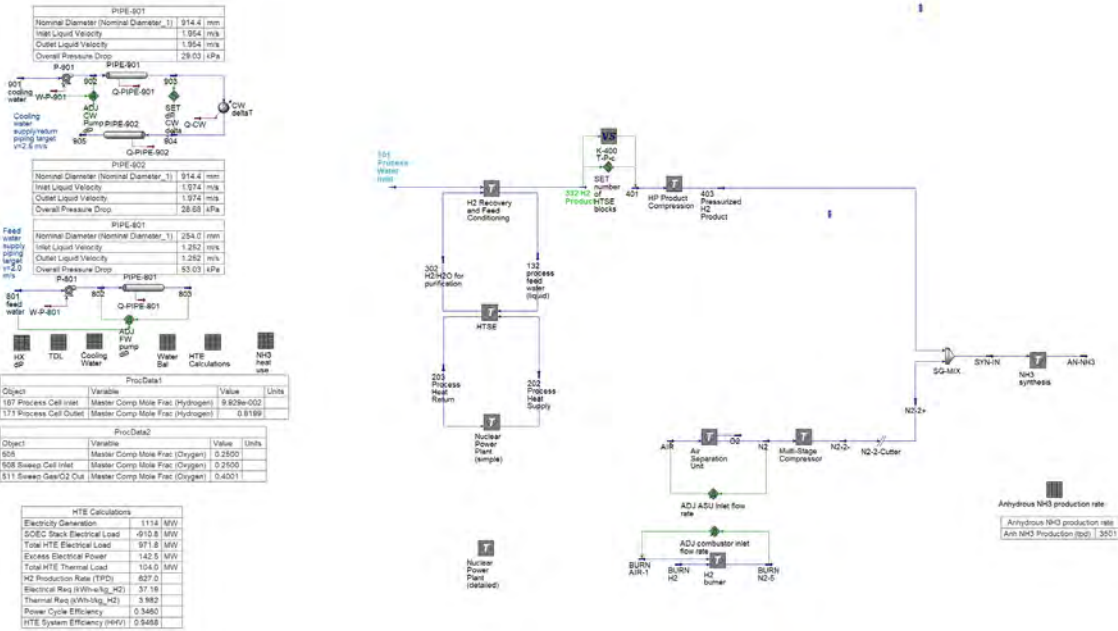 PIPE-901
Nominal Diameter (Nominal Diameter_1) 914.4 mm
Inlet Liquid Velocity 1.954 m/s
Outlet Liquid Velocity 1.954 m/s
Overall Pressure Drop 29.03 kPa
P-901
PIPE-901
901
cooling
water
902
903
W-P-901
Q-PIPE-901
Cooling
water
supply/return
piping target
ADJ
CW
Pump
SET
CW
delta
CW
deltaT
Q-CW
PIPE-902
905
904
Q-PIPE-902
PIPE-902
Nominal Diameter (Nominal Diameter_1) 914.4 mm
Inlet Liquid Velocity 1.974 m/s
Outlet Liquid Velocity 1.974 m/s
Overall Pressure Drop 28.68 kPa
PIPE-801
Nominal Diameter (Nominal Diameter_1) 254.0 mm
Inlet Liquid Velocity 1.252 m/s
Outlet Liquid Velocity 1.252 m/s
Overall Pressure Drop 53.03 kPa
Feed
water
supply
piping
target
v=2.0
m/s
P-801
PIPE-801
801
feed
water
802
803
W-P-801
Q-PIPE-801
ADJ
FW
pump
HX
TDL
Cooling
Water
Water
Bal
HTE
Calculations
NH3
heat
use
ProcData1
Object Variable Value Units
167 Process Cell Inlet Master Comp Mole Frac (Hydrogen) 9.829e-002
171 Process Cell Outlet Master Comp Mole Frac (Hydrogen) 0.8189
ProcData2
Object Variable Value Units
505 Master Comp Mole Frac (Oxygen) 0.2500
508 Sweep Cell Inlet Master Comp Mole Frac (Oxygen) 0.2500
511 Sweep Gas/O2 Out Master Comp Mole Frac (Oxygen) 0.4001
HTE Calculations
Electricity Generation 1114 MW
SOEC Stack Electrical Load -910.8 MW
Total HTE Electrical Load 971.8 MW
Excess Electrical Power 142.5 MW
Total HTE Thermal Load 104.0 MW
H2 Production Rate (TPD) 627.0
Electrical Req (kWh-e/kg_H2) 37.18
Thermal Req (kWh-t/kg_H2) 3.982
Power Cycle Efficiency 0.3460
HTE System Efficiency (HHV) 0.9468
101
Process
Water
Inlet
H2 Recovery
and Feed
Conditioning
332 H2
Product
VS
K-400
T-P-c
SET
number
of
HTSE
blocks
401
HP Product
Compression
403
Pressurized
H2
Product
302
H2/H2O for
purification
132
process
feed
water
(liquid)
HTSE
203
Process
Heat
Return
202
Process
Heat
Supply
Nuclear
Power
Plant
(simple)
Nuclear
Power
Plant
(detailed)
AIR
Air
Separation
Unit
O2
N2
Multi-Stage
Compressor
N2-2-
N2-2-Cutter
N2-2+
ADJ ASU Inlet flow
rate
ADJ combustor inlet
flow rate
BURN
AIR-1
BURN
H2
H2
burner
BURN
N2-5
SG-MIX
SYN-IN
NH3
synthesis
AN-NH3
Anhydrous NH3 production rate
Anhydrous NH3 production rate
Anh NH3 Production (tpd) 3501